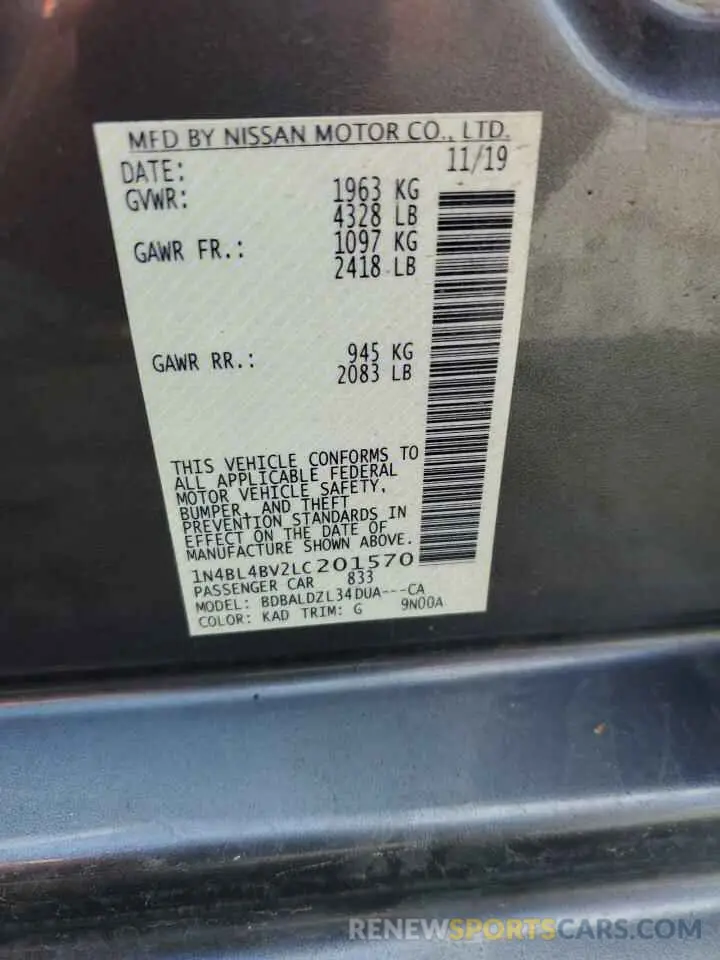 MFD BY NISSAN MOTOR CO., LTD.
DATE: 11/19
GVWR: 1963 KG
4328 LB
GAWR FR.: 1097 KG
2418 LB
GAWR RR.: 945 KG
2083 LB
THIS VEHICLE CONFORMS TO
ALL APPLICABLE FEDERAL
MOTOR VEHICLE SAFETY,
BUMPER, AND THEFT
PREVENTION STANDARDS IN
EFFECT ON THE DATE OF
MANUFACTURE SHOWN ABOVE.
1N4BL4BV2LC201570
PASSENGER CAR 833
MODEL: BDBALDZL34DUA---CA
COLOR: KAD TRIM: G 9N00A
RENEWSPORTSCARS.COM